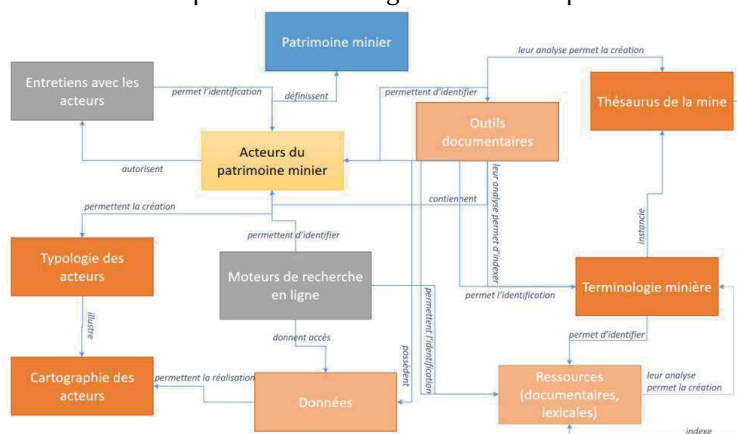 Patrimoine minier
leur analyse permet la création
Entretiens avec les
acteurs
permet l'identification
définissent
permettent d'identifier
Outils
documentaires
Thésaurus de la mine
Acteurs du
patrimoine minier
autorisent
contiennent
leur analyse permet d'indexer
instancie
permettent la création
permettent d'identifier
Typologie des
acteurs
Moteurs de recherche
en ligne
permet l'identification
Terminologie minière
illustre
permettent l'identification
possèdent
donnent accès
permet d'identifier
Cartographie des
acteurs
permettent la réalisation
Données
Ressources
(documentaires,
lexicales)
leur analyse
permet la création
indexe